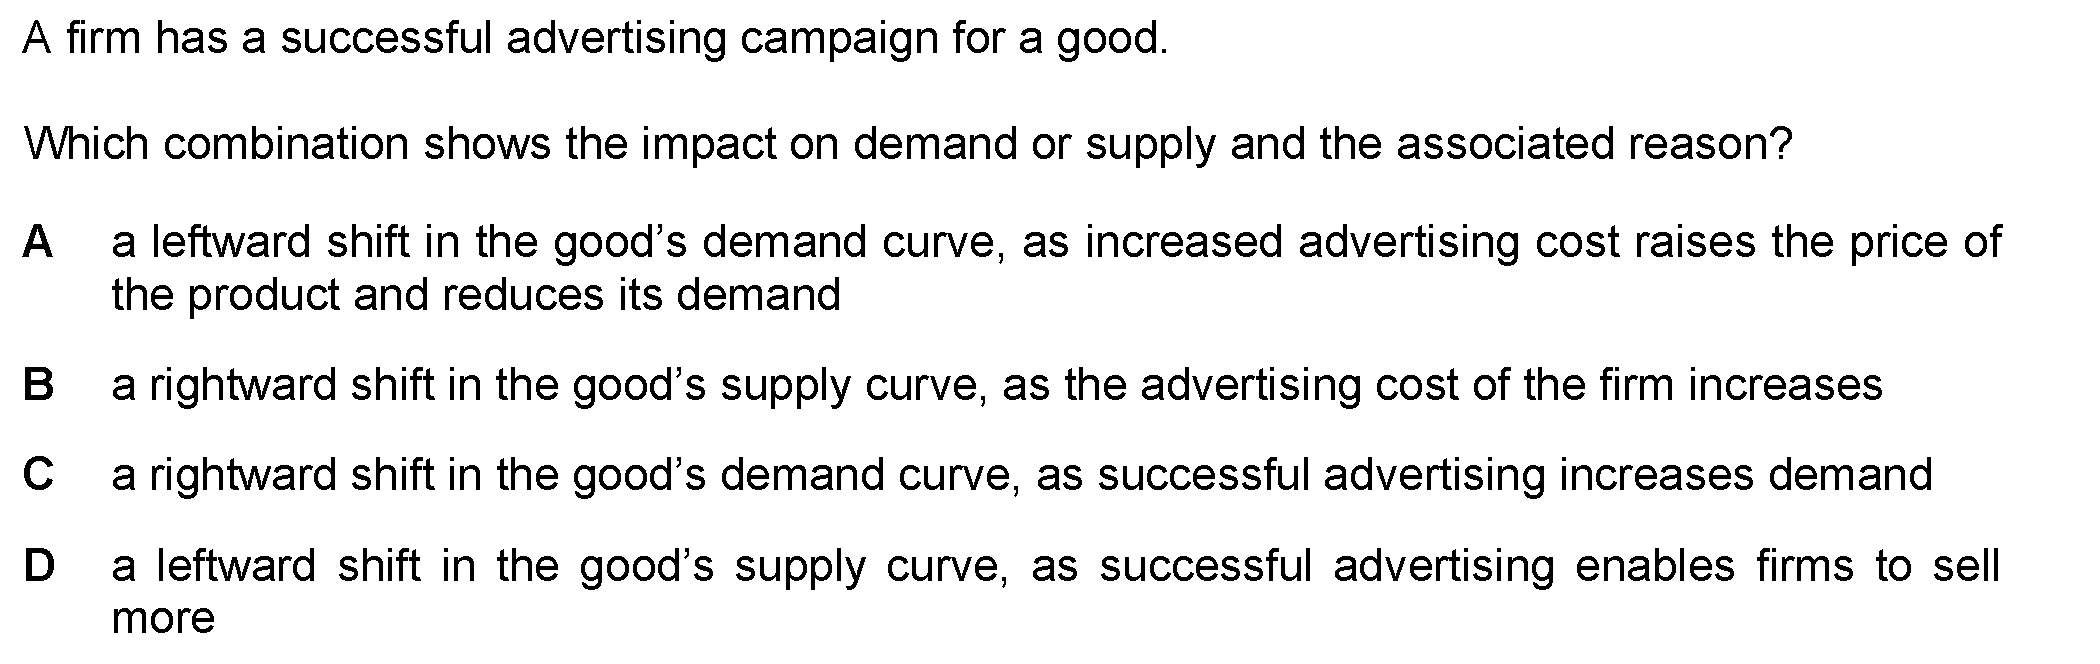 A firm has a successful advertising campaign for a good.
Which combination shows the impact on demand or supply and the associated reason?
A a leftward shift in the good’s demand curve, as increased advertising cost raises the price of
the product and reduces its demand
B a rightward shift in the good’s supply curve, as the advertising cost of the firm increases
C a rightward shift in the good’s demand curve, as successful advertising increases demand
D a leftward shift in the good’s supply curve, as successful advertising enables firms to sell
more